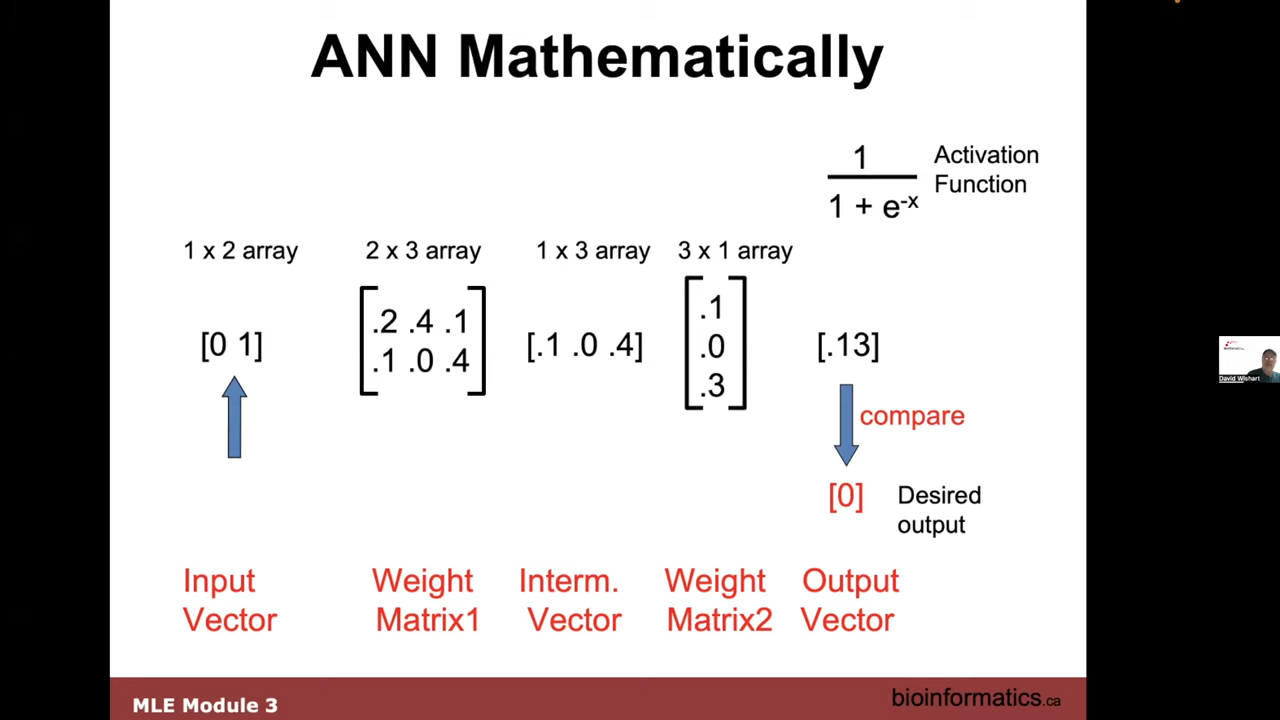 ANN Mathematically
1
1 + e-x
Activation
Function
1 x 2 array
2 x 3 array
1 x 3 array
3 x 1 array
[0 1]
.2 .4 .1
.1 .0 .4
[.1 .0 .4]
.1
.0
.3
[.13]
compare
[0]
Desired
output
Input
Vector
Weight
Matrix1
Interm.
Vector
Weight
Matrix2
Output
Vector
MLE Module 3
bioinformatics.ca
David Wishart